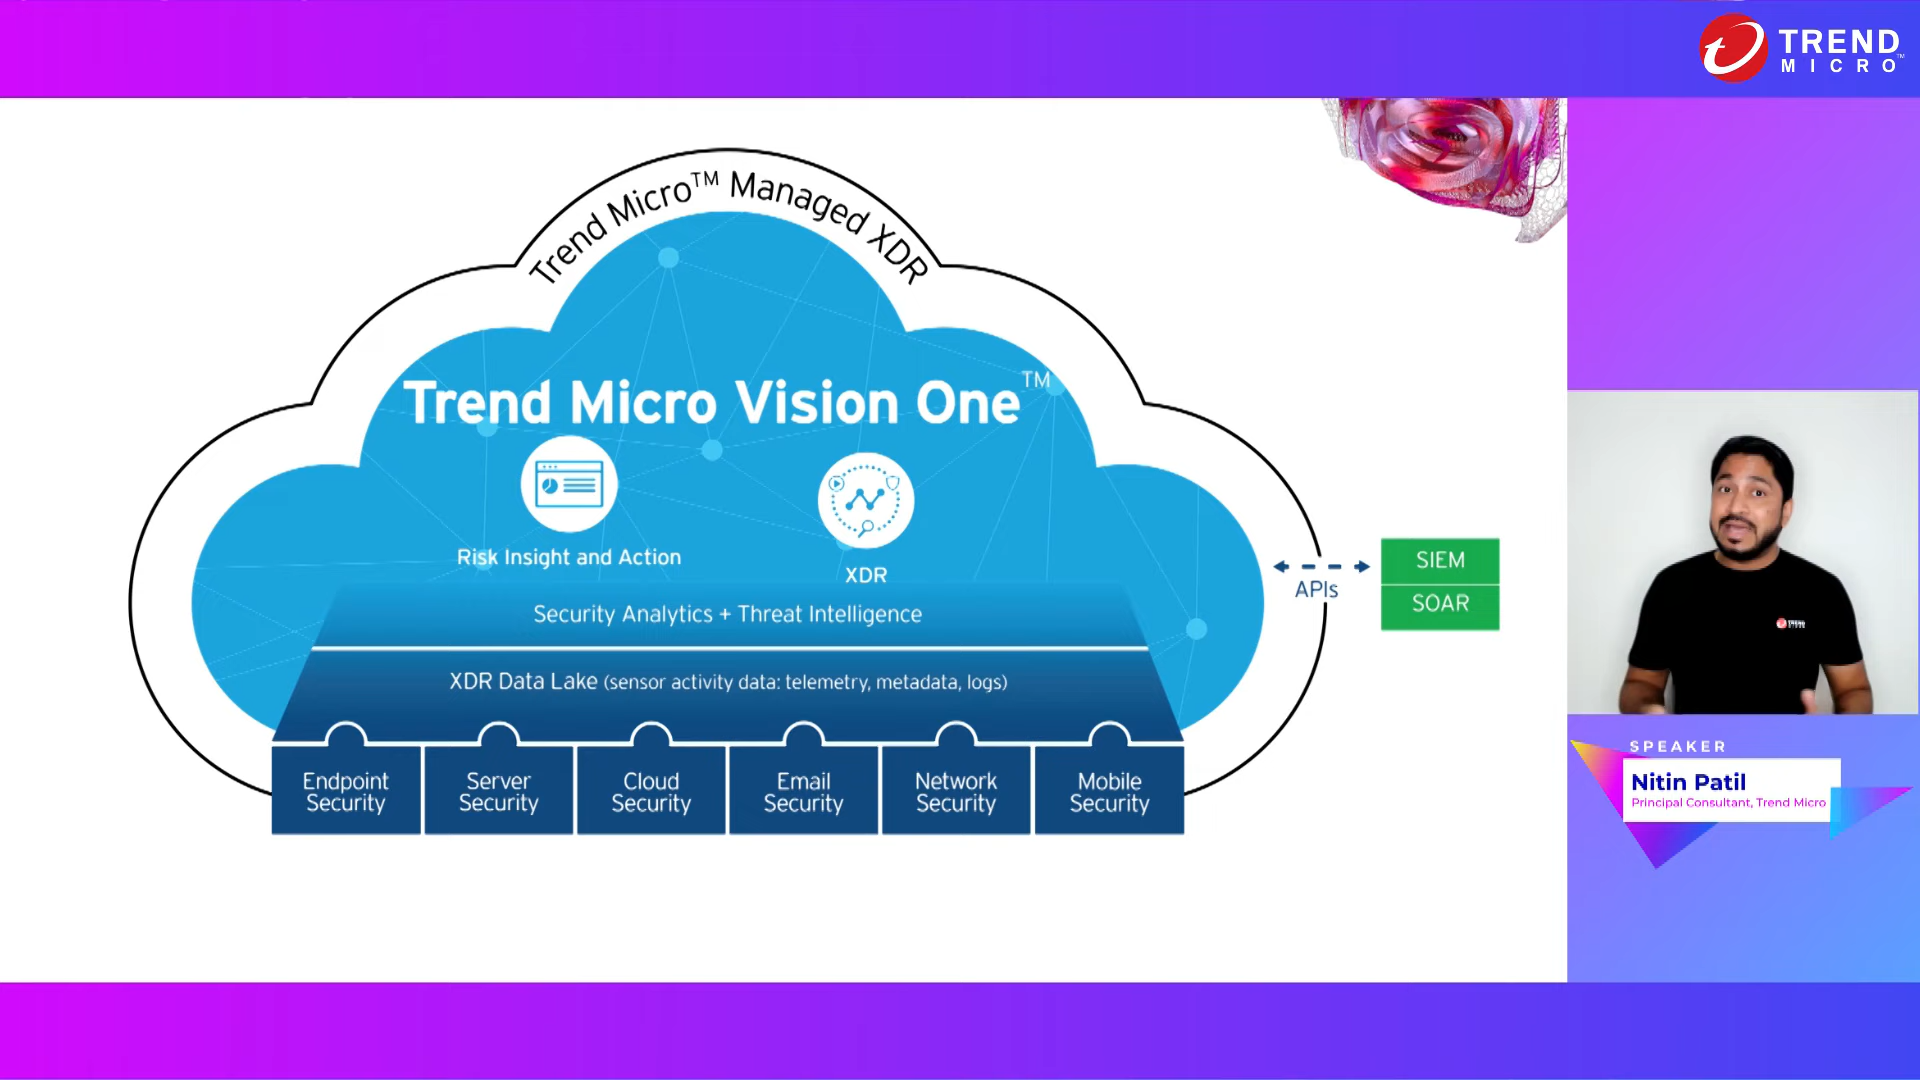 TREND
MICRO™
Trend Micro™ Managed XDR
Trend Micro Vision One™
Risk Insight and Action
XDR
Security Analytics + Threat Intelligence
XDR Data Lake (sensor activity data: telemetry, metadata, logs)
Endpoint
Security
Server
Security
Cloud
Security
Email
Security
Network
Security
Mobile
Security
APIs
SIEM
SOAR
SPEAKER
Nitin Patil
Principal Consultant, Trend Micro